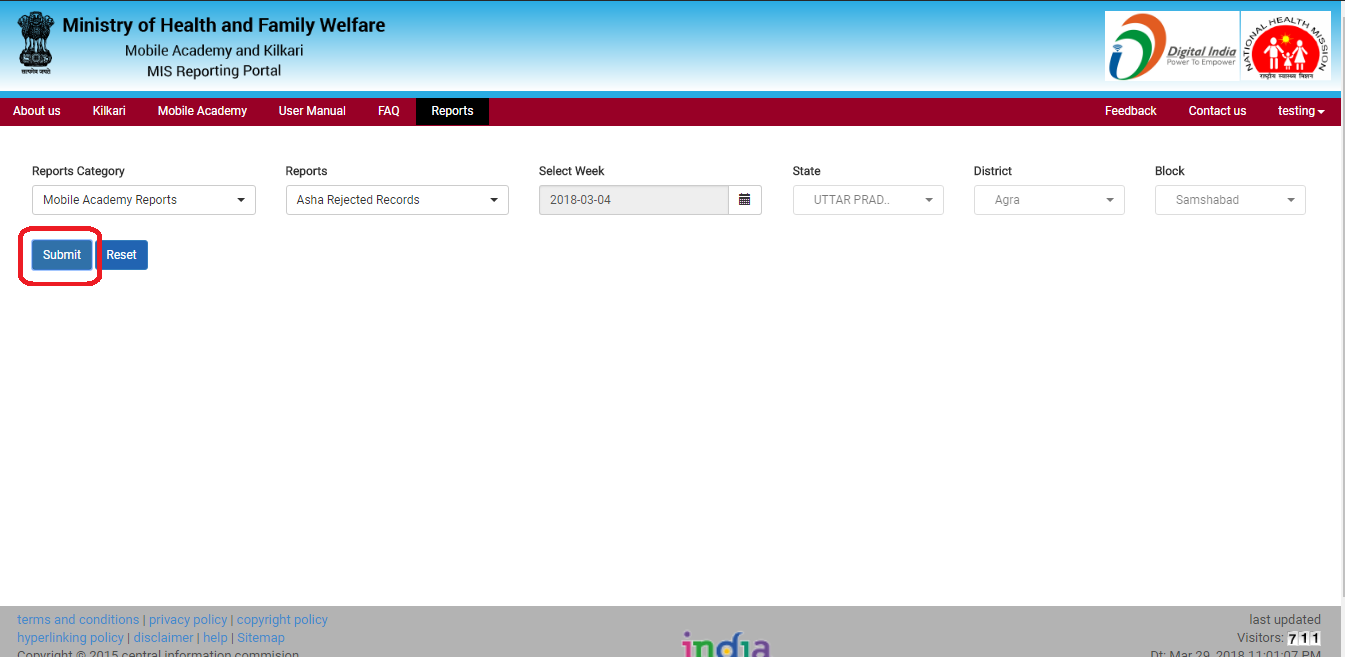 Ministry of Health and Family Welfare
Mobile Academy and Kilkari
MIS Reporting Portal
सत्यमेव जयते
Digital India
Power To Empower
NATIONAL HEALTH MISSION
राष्ट्रीय स्वास्थ्य मिशन
About us Kilkari Mobile Academy User Manual FAQ Reports Feedback Contact us testing
Reports Category Reports Select Week State District Block
Mobile Academy Reports Asha Rejected Records 2018-03-04 UTTAR PRAD.. Agra Samshabad
Submit Reset
terms and conditions | privacy policy | copyright policy
hyperlinking policy | disclaimer | help | Sitemap
Copyright © 2015 central information commision
india
last updated
Visitors: 711
Dt: Mar 29, 2018 11:01:07 PM